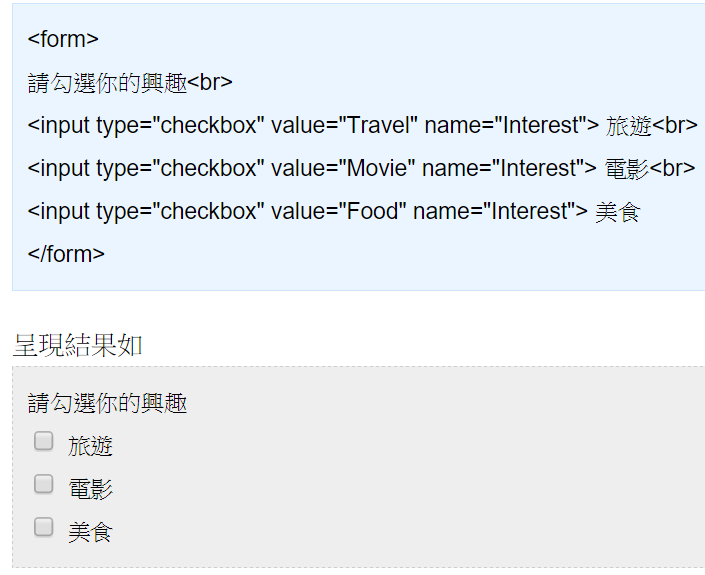 <form>
請勾選你的興趣<br>
<input type="checkbox" value="Travel" name="Interest"> 旅遊<br>
<input type="checkbox" value="Movie" name="Interest"> 電影<br>
<input type="checkbox" value="Food" name="Interest"> 美食
</form>
呈現結果如
請勾選你的興趣
旅遊
電影
美食